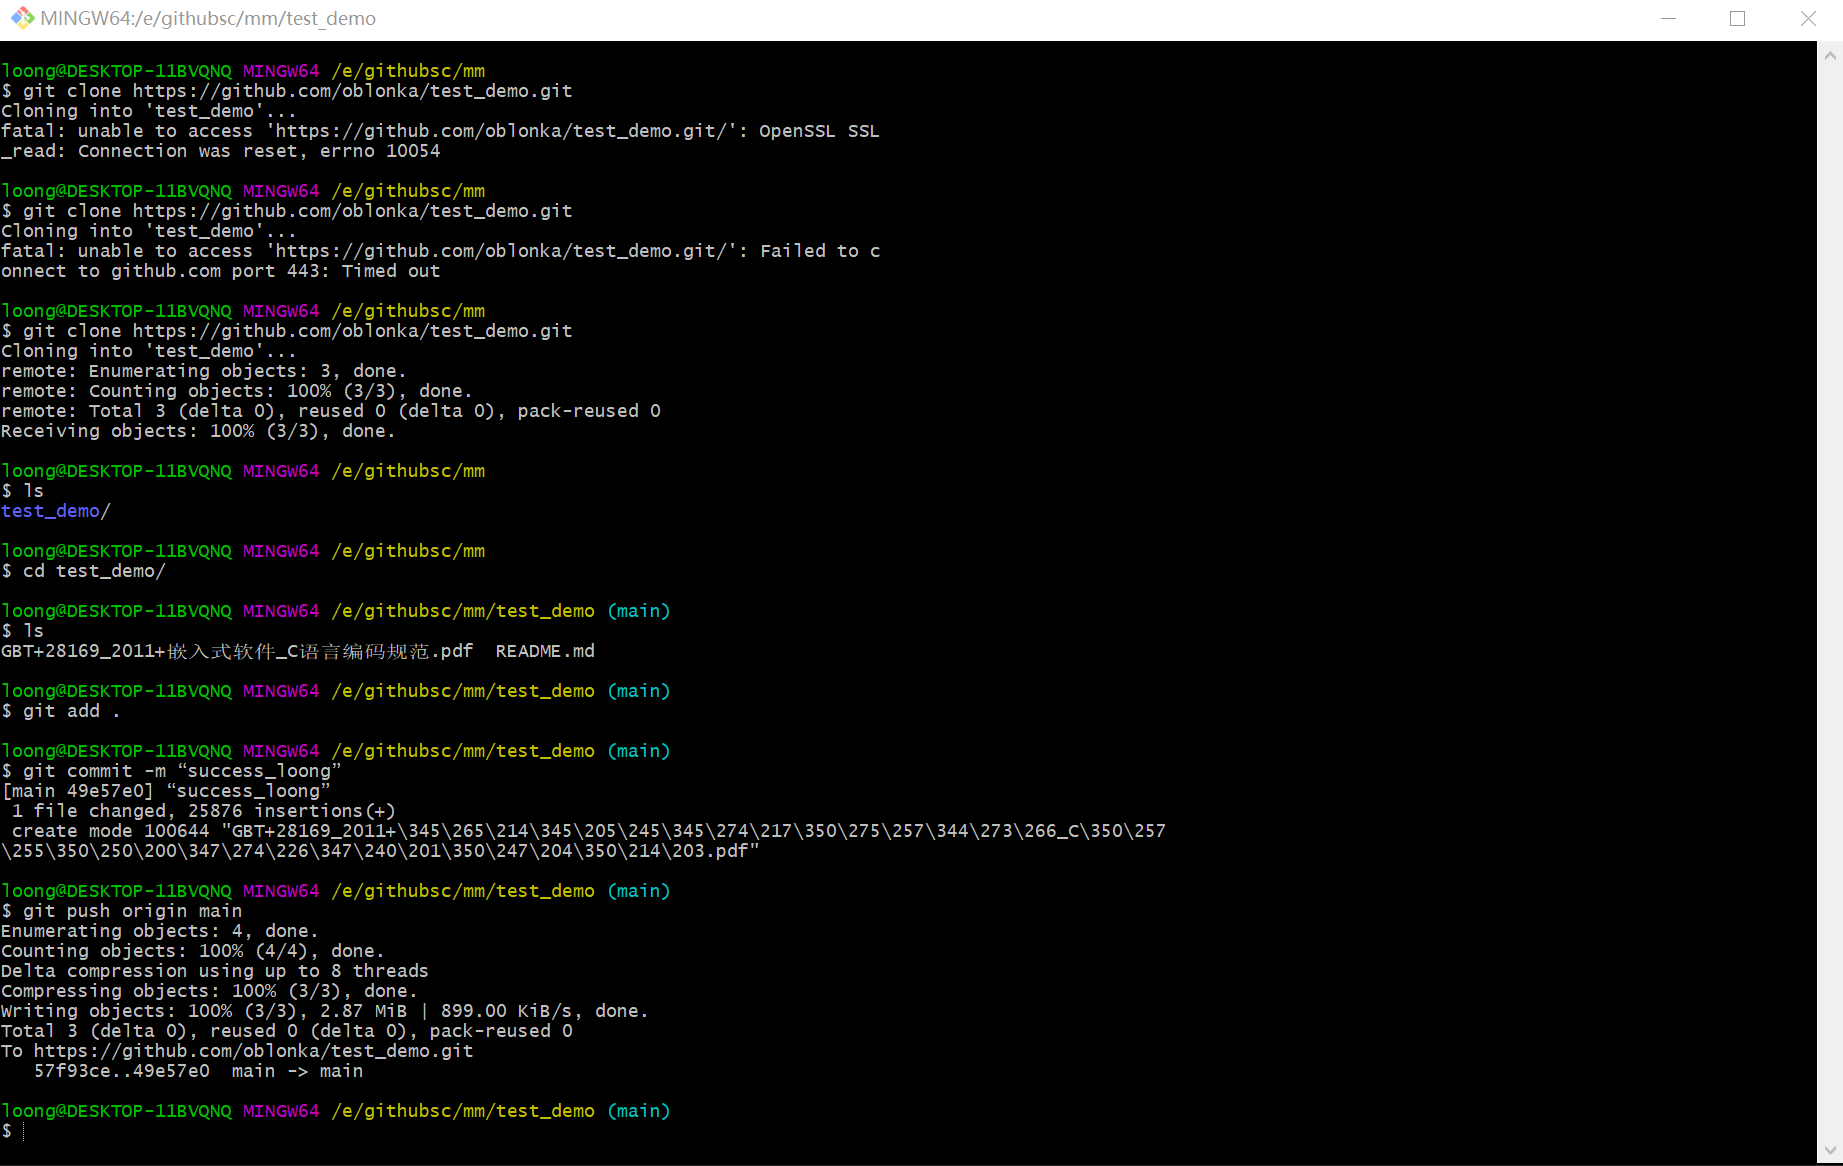 MINGW64:/e/githubsc/mm/test_demo
loong@DESKTOP-11BVQNQ MINGW64 /e/githubsc/mm
$ git clone https://github.com/oblonka/test_demo.git
Cloning into 'test_demo'...
fatal: unable to access 'https://github.com/oblonka/test_demo.git/': OpenSSL SSL
_read: Connection was reset, errno 10054
loong@DESKTOP-11BVQNQ MINGW64 /e/githubsc/mm
$ git clone https://github.com/oblonka/test_demo.git
Cloning into 'test_demo'...
fatal: unable to access 'https://github.com/oblonka/test_demo.git/': Failed to c
onnect to github.com port 443: Timed out
loong@DESKTOP-11BVQNQ MINGW64 /e/githubsc/mm
$ git clone https://github.com/oblonka/test_demo.git
Cloning into 'test_demo'...
remote: Enumerating objects: 3, done.
remote: Counting objects: 100% (3/3), done.
remote: Total 3 (delta 0), reused 0 (delta 0), pack-reused 0
Receiving objects: 100% (3/3), done.
loong@DESKTOP-11BVQNQ MINGW64 /e/githubsc/mm
$ ls
test_demo/
loong@DESKTOP-11BVQNQ MINGW64 /e/githubsc/mm
$ cd test_demo/
loong@DESKTOP-11BVQNQ MINGW64 /e/githubsc/mm/test_demo (main)
$ ls
GBT+28169_2011+嵌入式软件_C语言编码规范.pdf  README.md
loong@DESKTOP-11BVQNQ MINGW64 /e/githubsc/mm/test_demo (main)
$ git add .
loong@DESKTOP-11BVQNQ MINGW64 /e/githubsc/mm/test_demo (main)
$ git commit -m “success_loong”
[main 49e57e0] “success_loong”
1 file changed, 25876 insertions(+)
create mode 100644 "GBT+28169_2011+\345\265\214\345\205\245\345\274\217\350\275\257\344\273\266_C\350\257
\255\350\250\200\347\274\226\347\240\201\350\247\204\350\214\203.pdf"
loong@DESKTOP-11BVQNQ MINGW64 /e/githubsc/mm/test_demo (main)
$ git push origin main
Enumerating objects: 4, done.
Counting objects: 100% (4/4), done.
Delta compression using up to 8 threads
Compressing objects: 100% (3/3), done.
Writing objects: 100% (3/3), 2.87 MiB | 899.00 KiB/s, done.
Total 3 (delta 0), reused 0 (delta 0), pack-reused 0
To https://github.com/oblonka/test_demo.git
57f93ce..49e57e0  main -> main
loong@DESKTOP-11BVQNQ MINGW64 /e/githubsc/mm/test_demo (main)
$